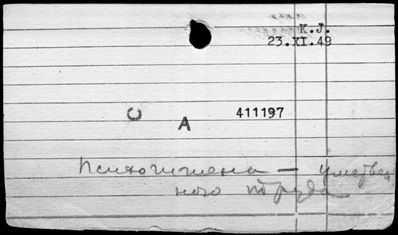 K.J.
23.XI.49
C A 411197
Психогигиена — умствен
ного труда